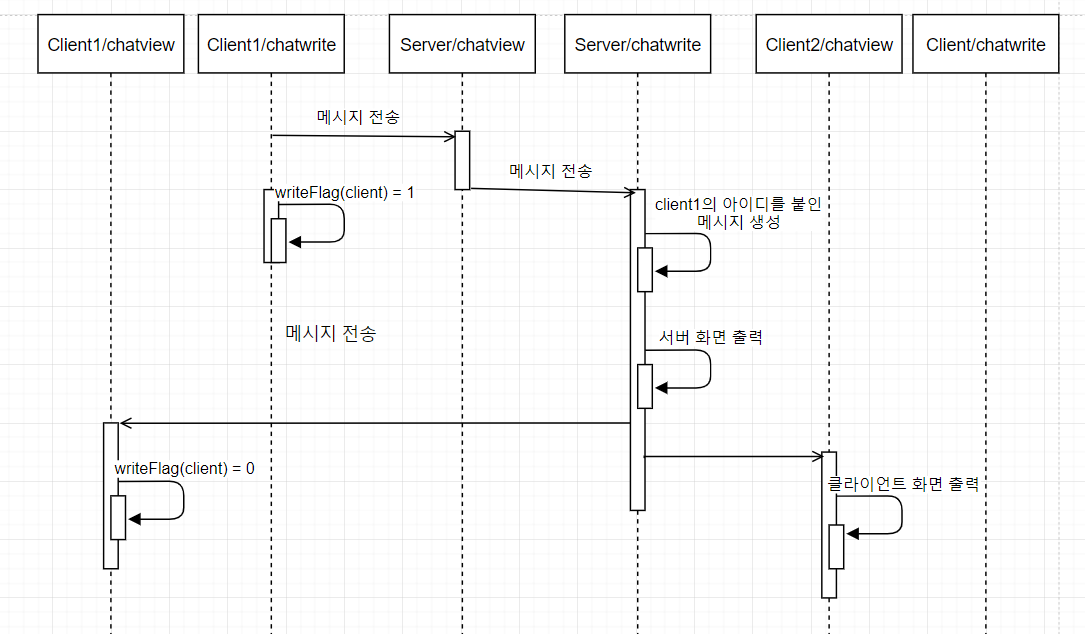 Client1/chatview
Client1/chatwrite
Server/chatview
Server/chatwrite
Client2/chatview
Client/chatwrite
메시지 전송
메시지 전송
writeFlag(client) = 1
client1의 아이디를 붙인
메시지 생성
메시지 전송
서버 화면 출력
writeFlag(client) = 0
클라이언트 화면 출력